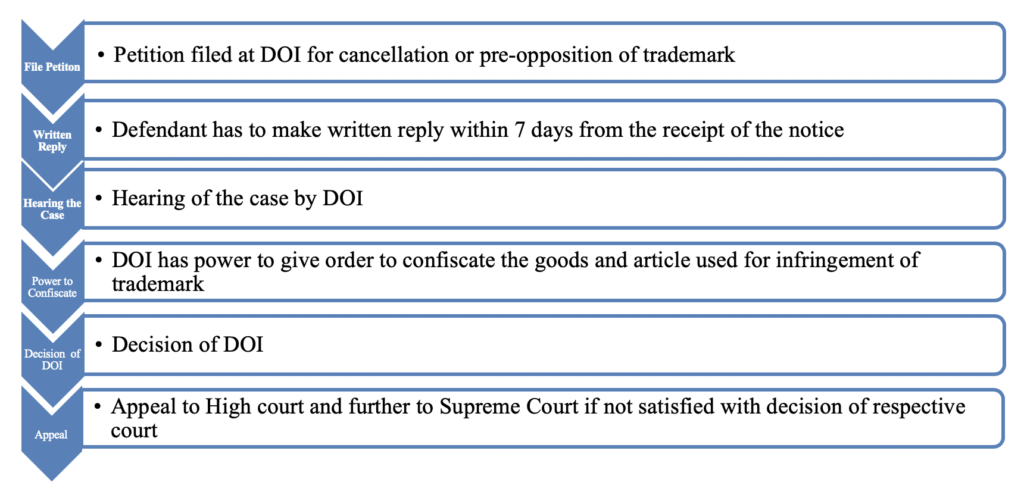 File Petiton
• Petition filed at DOI for cancellation or pre-opposition of trademark
Written
Reply
• Defendant has to make written reply within 7 days from the receipt of the notice
Hearing the
Case
• Hearing of the case by DOI
Power to
Confiscate
• DOI has power to give order to confiscate the goods and article used for infringement of
trademark
Decision of
DOI
• Decision of DOI
Appeal
• Appeal to High court and further to Supreme Court if not satisfied with decision of respective
court